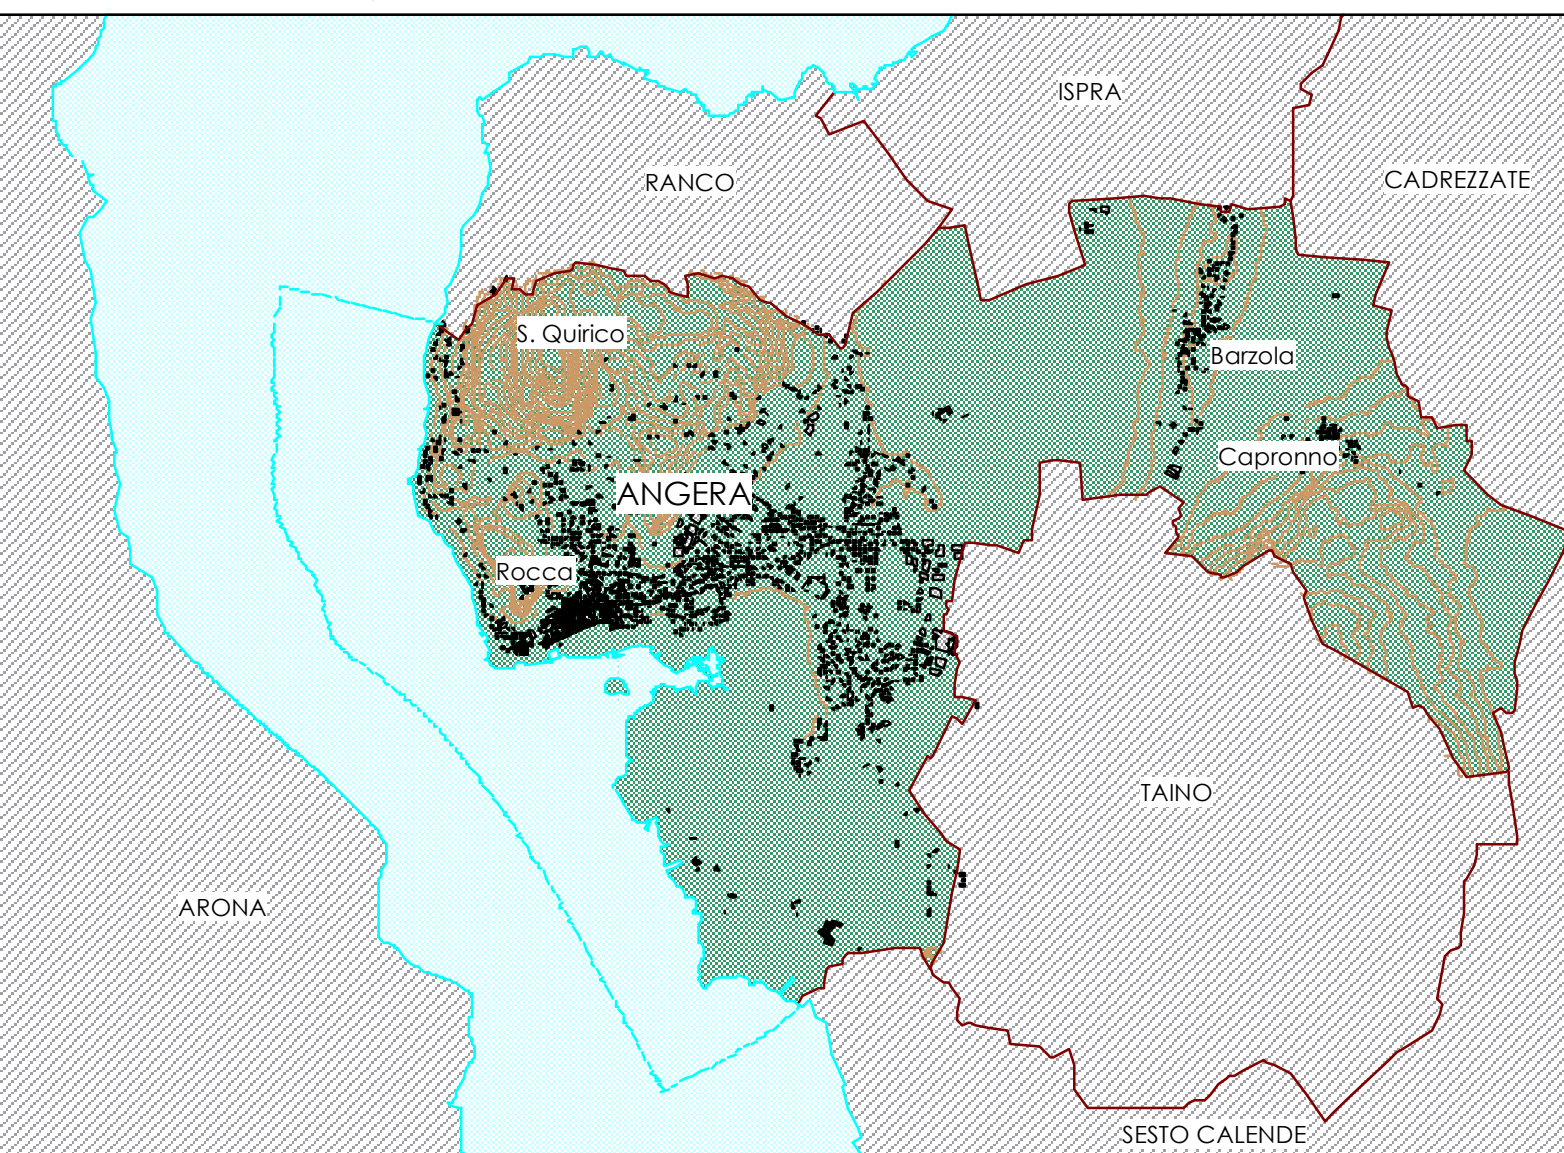 ISPRA
RANCO
CADREZZATE
S. Quirico
Barzola
Capronno
ANGERA
Rocca
TAINO
ARONA
SESTO CALENDE